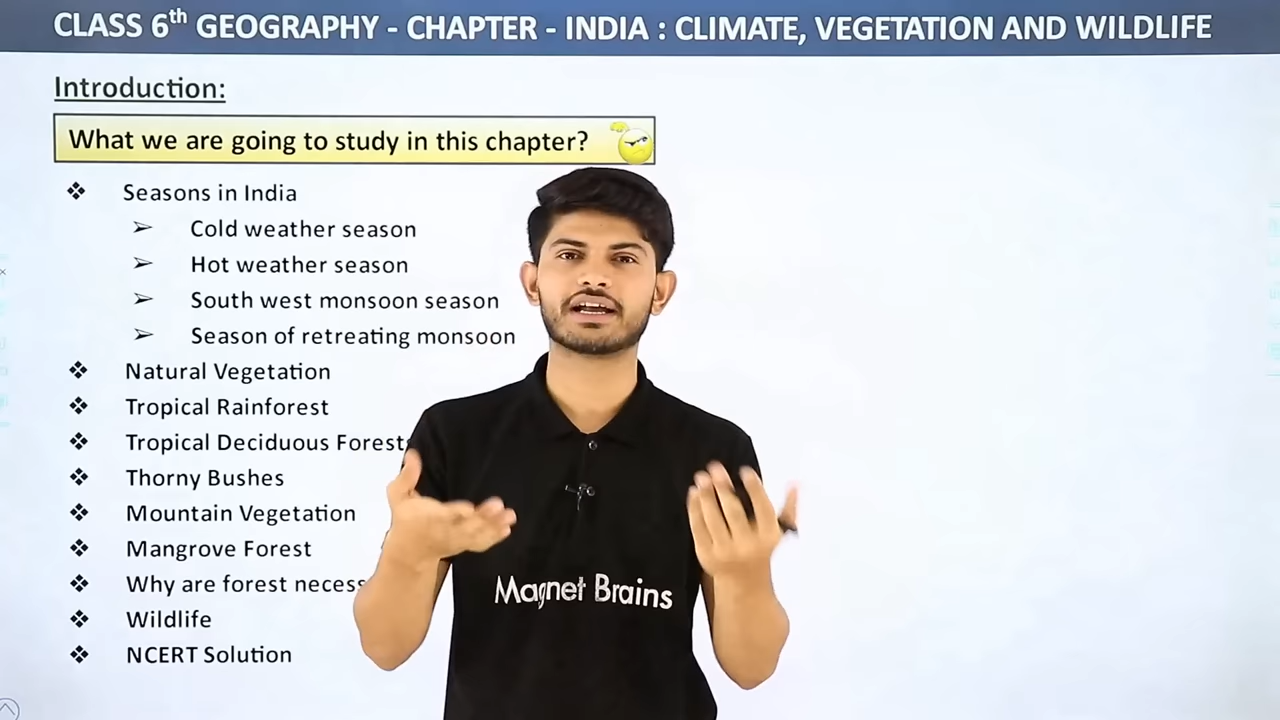 CLASS 6th GEOGRAPHY - CHAPTER - INDIA : CLIMATE, VEGETATION AND WILDLIFE
Introduction:
What we are going to study in this chapter?
❖ Seasons in India
➢ Cold weather season
➢ Hot weather season
➢ South west monsoon season
➢ Season of retreating monsoon
❖ Natural Vegetation
❖ Tropical Rainforest
❖ Tropical Deciduous Forests
❖ Thorny Bushes
❖ Mountain Vegetation
❖ Mangrove Forest
❖ Why are forest
❖ Wildlife
❖ NCERT Solution
Magnet Brains